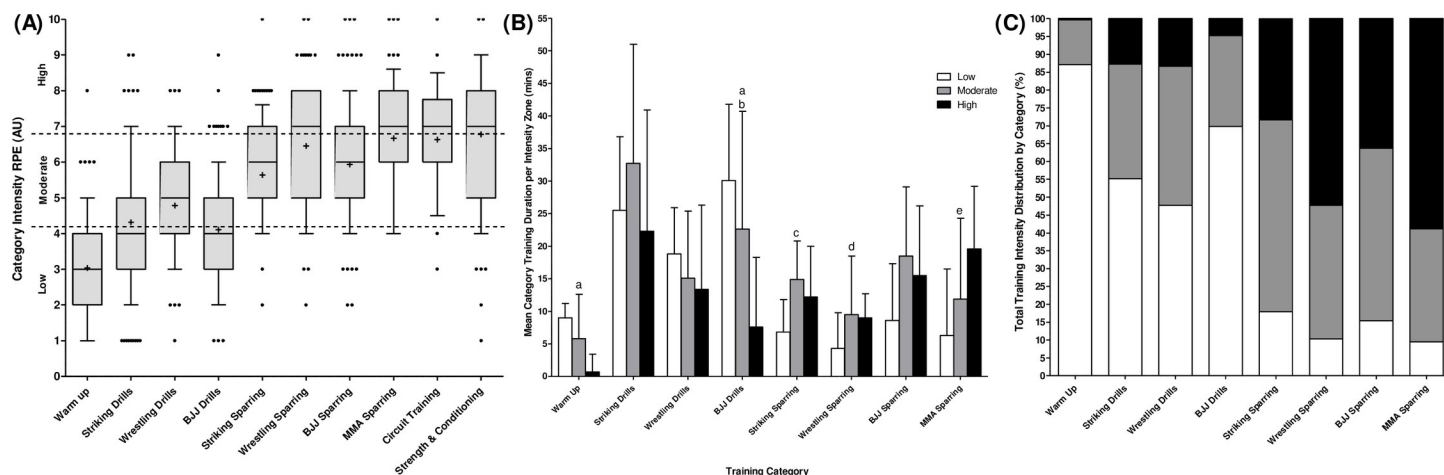 (A)
Category Intensity RPE (AU)
High
Moderate
Low
10
9
8
7
6
5
4
3
2
1
0
Warm up
Striking Drills
Wrestling Drills
BJJ Drills
Striking Sparring
Wrestling Sparring
BJJ Sparring
MMA Sparring
Circuit Training
Strength & Conditioning
(B)
Mean Category Training Duration per Intensity Zone (mins)
55
50
45
40
35
30
25
20
15
10
5
0
a
a
b
c
d
e
Low
Moderate
High
Warm Up
Striking Drills
Wrestling Drills
BJJ Drills
Striking Sparring
Wrestling Sparring
BJJ Sparring
MMA Sparring
Training Category
(C)
Total Training Intensity Distribution by Category (%)
100
95
90
85
80
75
70
65
60
55
50
45
40
35
30
25
20
15
10
5
0
Warm Up
Striking Drills
Wrestling Drills
BJJ Drills
Striking Sparring
Wrestling Sparring
BJJ Sparring
MMA Sparring